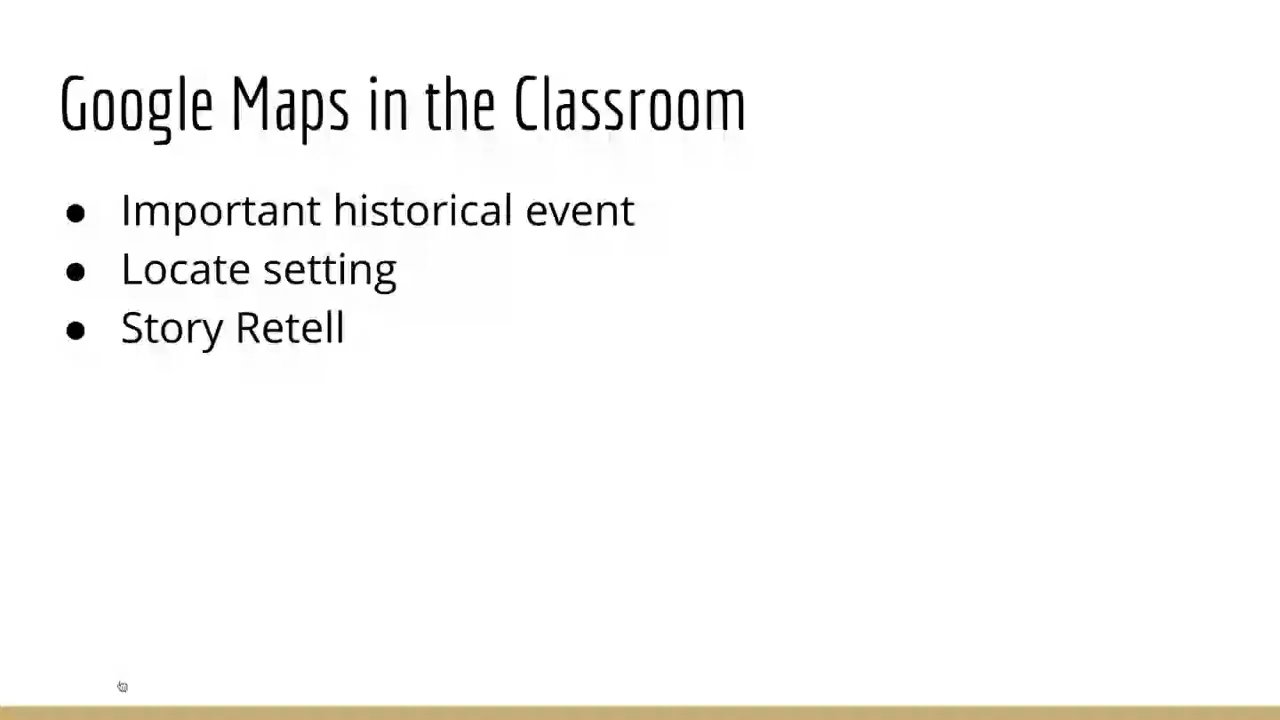 Google Maps in the Classroom
● Important historical event
● Locate setting
● Story Retell